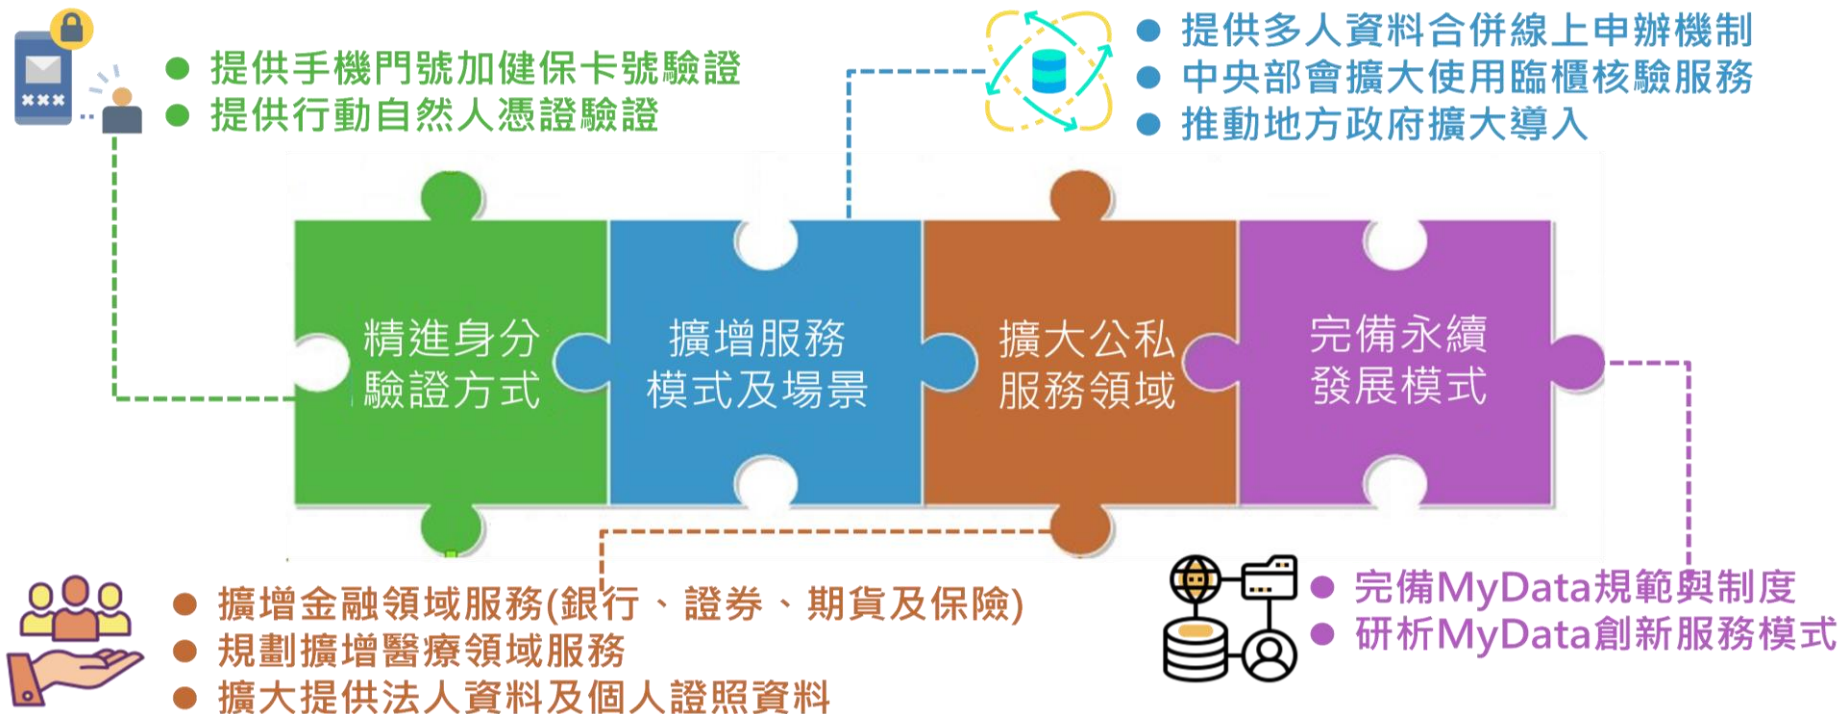 提供手機門號加健保卡號驗證
提供行動自然人憑證驗證
提供多人資料合併線上申辦機制
中央部會擴大使用臨櫃核驗服務
推動地方政府擴大導入
×××
精進身分
驗證方式
擴增服務
模式及場景
擴大公私
服務領域
完備永續
發展模式
擴增金融領域服務(銀行、證券、期貨及保險)
規劃擴增醫療領域服務
擴大提供法人資料及個人證照資料
完備MyData規範與制度
研析MyData創新服務模式